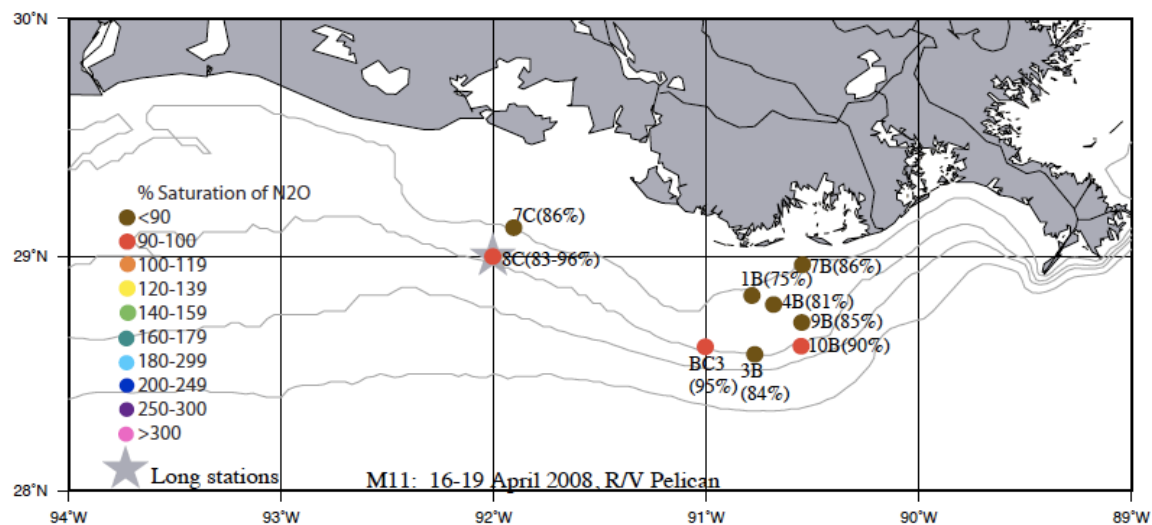 30°N
% Saturation of N2O
<90
90-100
100-119
120-139
140-159
160-179
180-299
200-249
250-300
>300
Long stations
7C(86%)
29°N
8C(83-96%)
7B(86%)
1B(75%)
4B(81%)
9B(85%)
10B(90%)
BC3
(95%)
3B
(84%)
M11: 16-19 April 2008, R/V Pelican
28°N
94°W
93°W
92°W
91°W
90°W
89°W